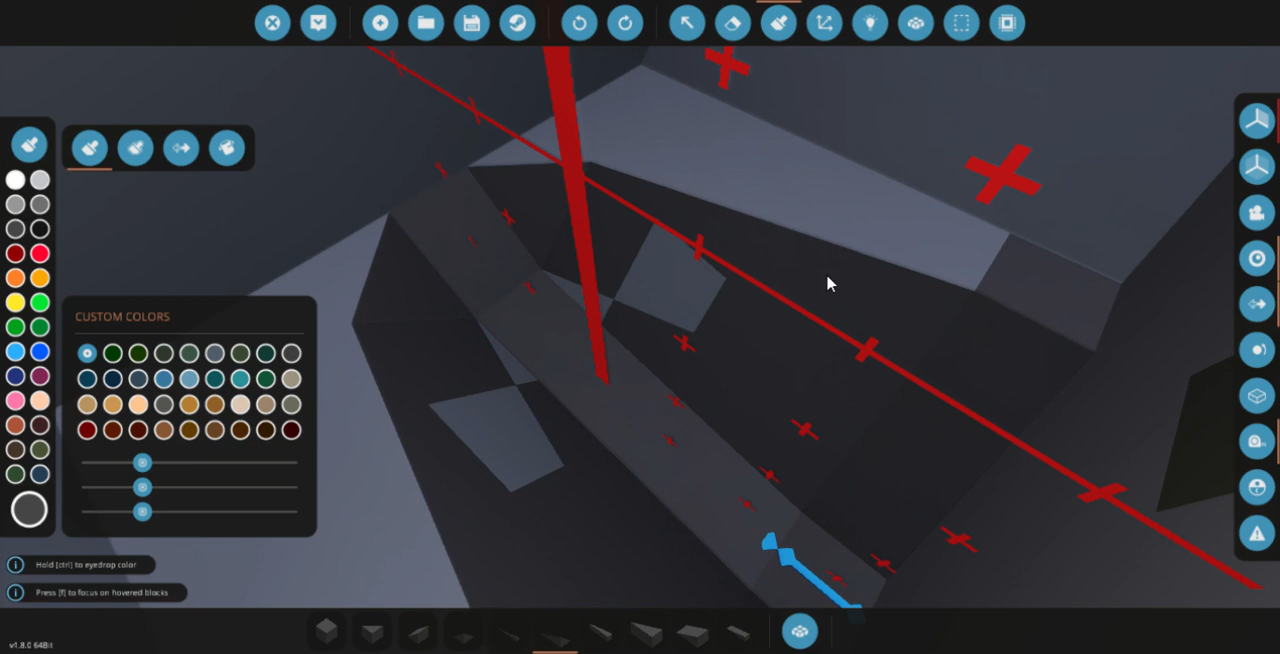 CUSTOM COLORS
Hold [ctrl] to eyedrop color
Press [f] to focus on hovered blocks
v1.8.0 64Bit